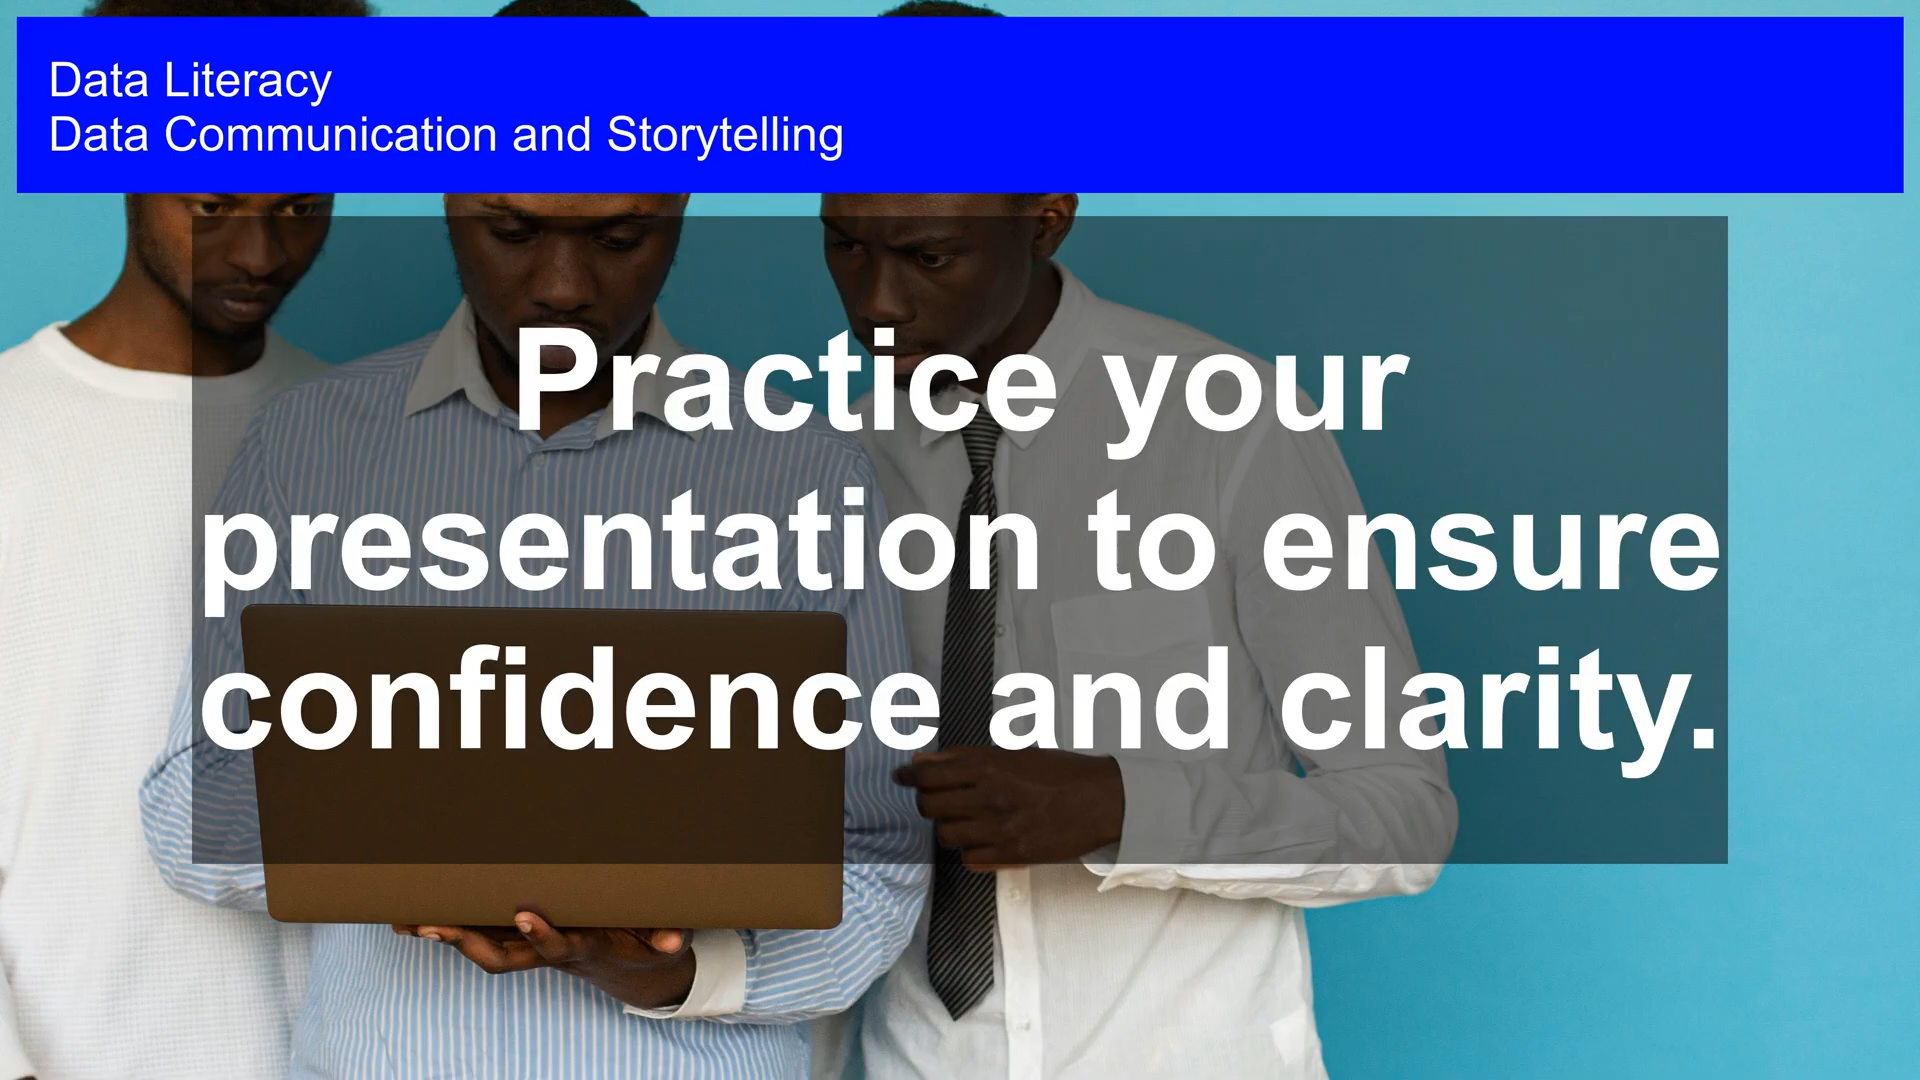 Data Literacy
Data Communication and Storytelling
Practice your
presentation to ensure
confidence and clarity.